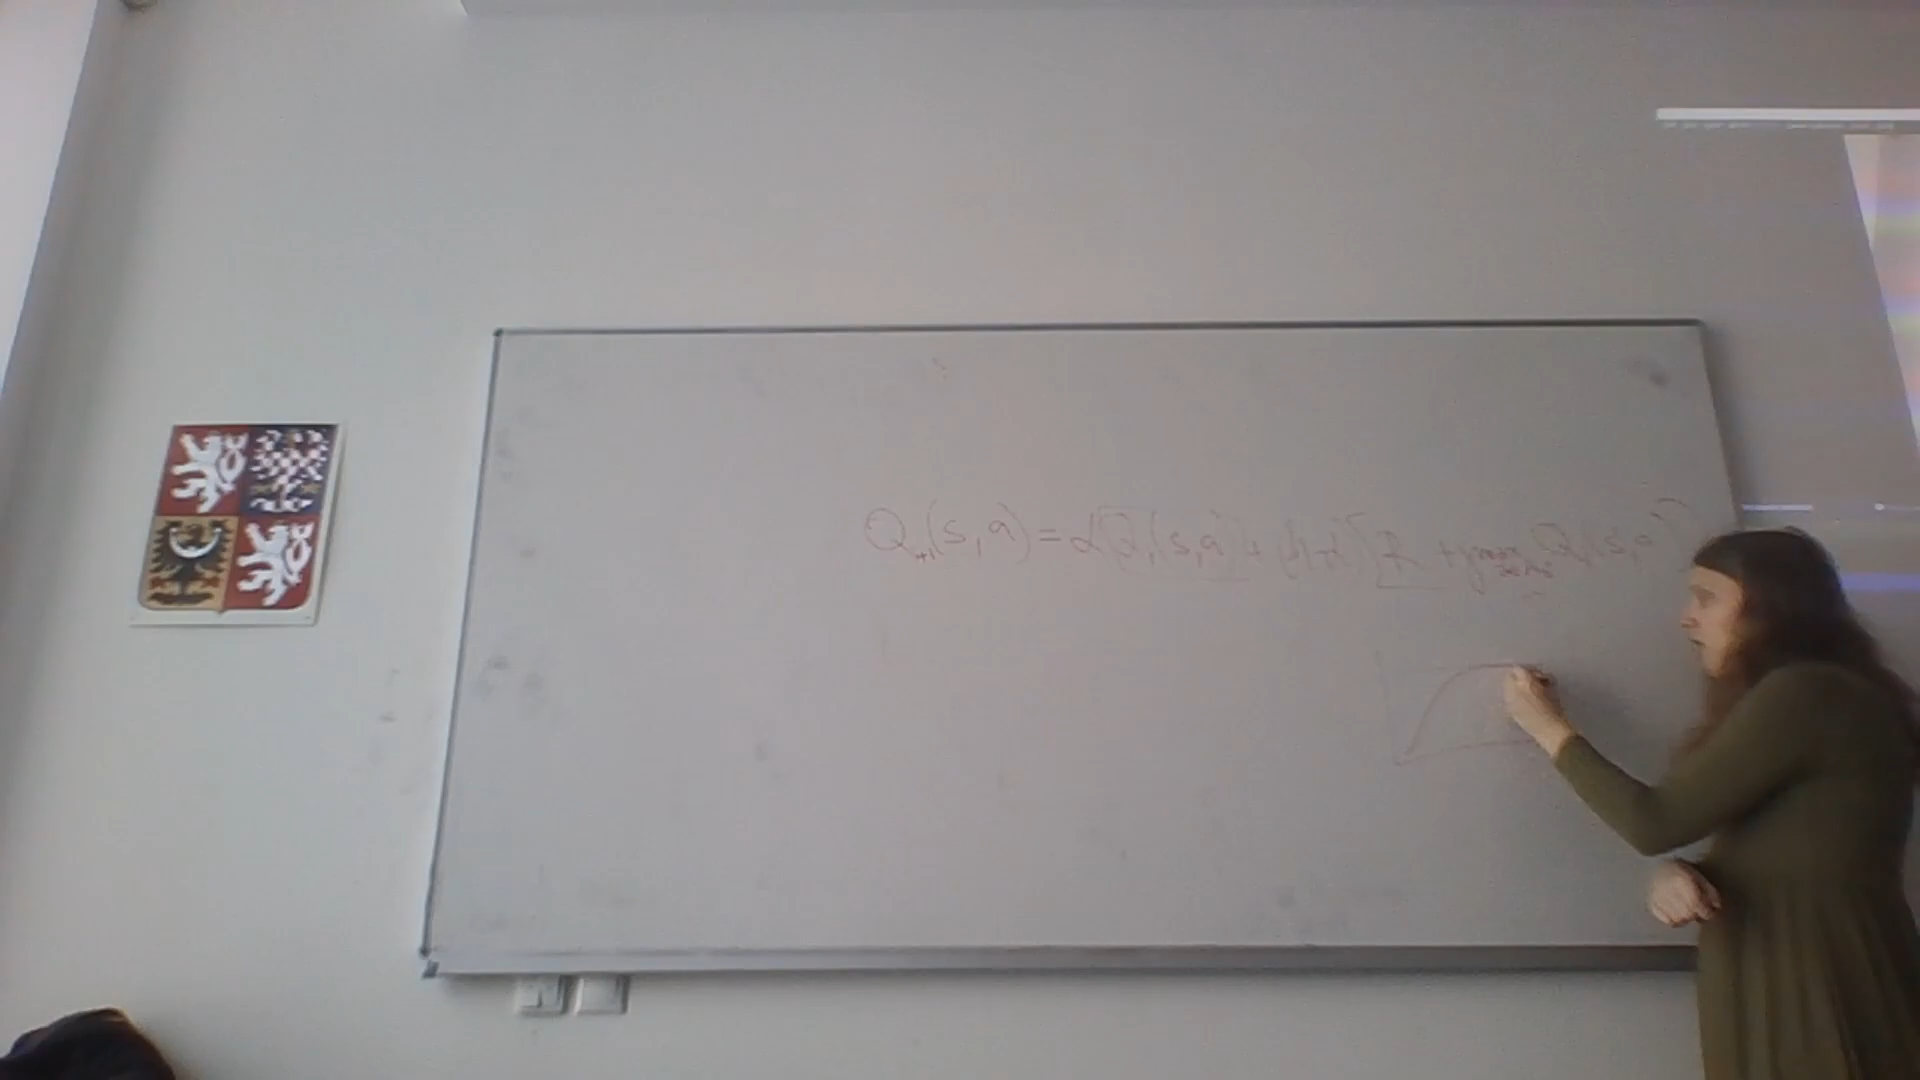 Q_{t+1}(s, a) = α Q_t(s, a) + (1-α) [R + γ max Q_t(s, a